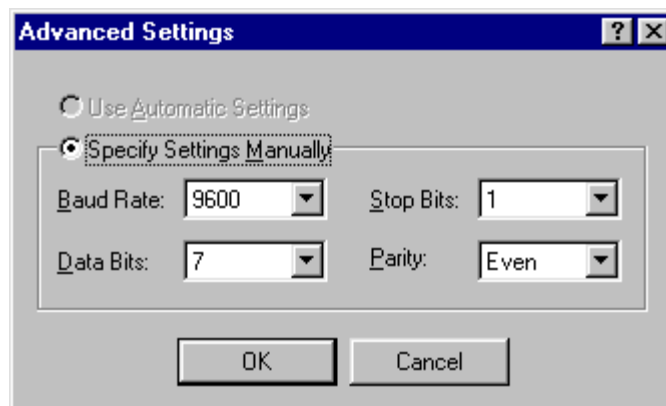 Advanced Settings
Use Automatic Settings
Specify Settings Manually
Baud Rate: 9600 Stop Bits: 1
Data Bits: 7 Parity: Even
OK Cancel